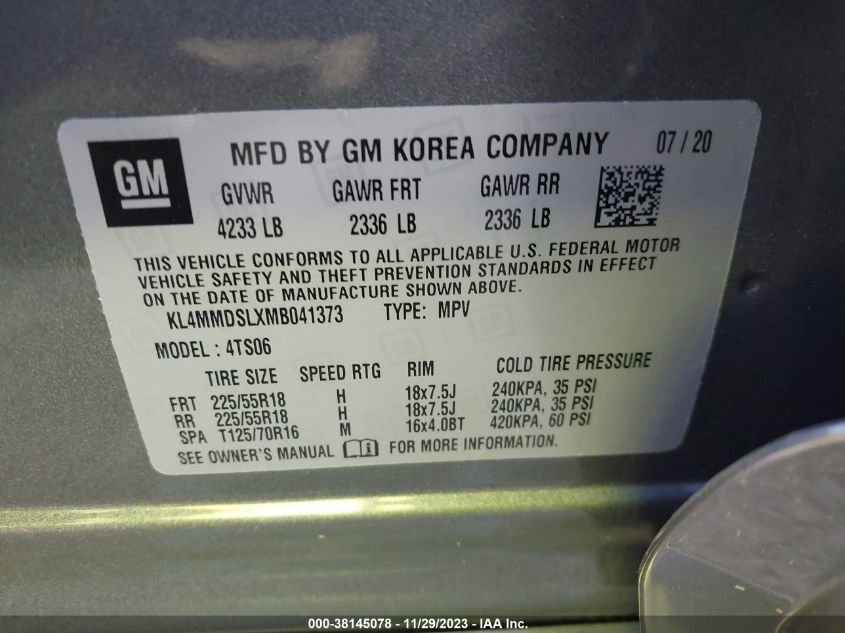 GM
MFD BY GM KOREA COMPANY 07 / 20
GVWR GAWR FRT GAWR RR
4233 LB 2336 LB 2336 LB
THIS VEHICLE CONFORMS TO ALL APPLICABLE U.S. FEDERAL MOTOR
VEHICLE SAFETY AND THEFT PREVENTION STANDARDS IN EFFECT
ON THE DATE OF MANUFACTURE SHOWN ABOVE.
KL4MMDSLXMB041373 TYPE: MPV
MODEL : 4TS06
TIRE SIZE SPEED RTG RIM COLD TIRE PRESSURE
FRT 225/55R18 H 18x7.5J 240KPA, 35 PSI
RR 225/55R18 H 18x7.5J 240KPA, 35 PSI
SPA T125/70R16 M 16x4.0BT 420KPA, 60 PSI
SEE OWNER'S MANUAL FOR MORE INFORMATION.
000-38145078 - 11/29/2023 - IAA Inc.